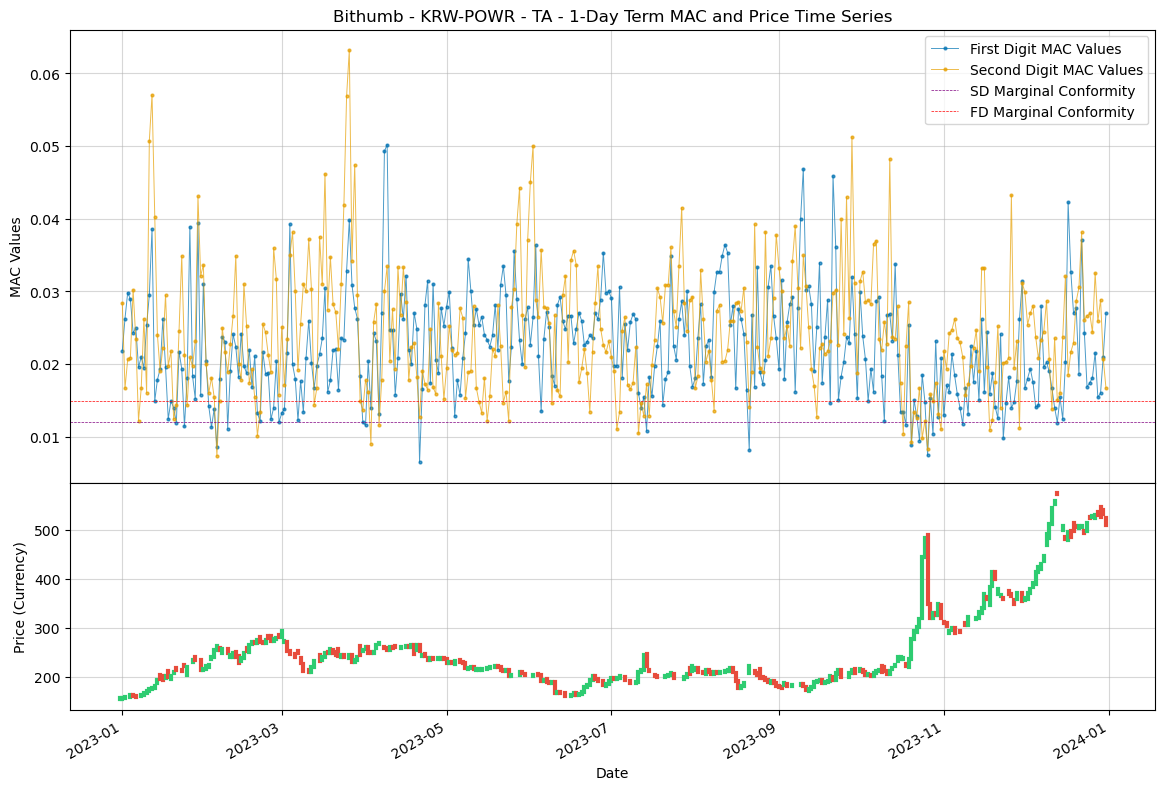 Bithumb - KRW-POWR - TA - 1-Day Term MAC and Price Time Series
First Digit MAC Values
Second Digit MAC Values
SD Marginal Conformity
FD Marginal Conformity
MAC Values
0.06
0.05
0.04
0.03
0.02
0.01
Price (Currency)
500
400
300
200
2023-01
2023-03
2023-05
2023-07
2023-09
2023-11
2024-01
Date